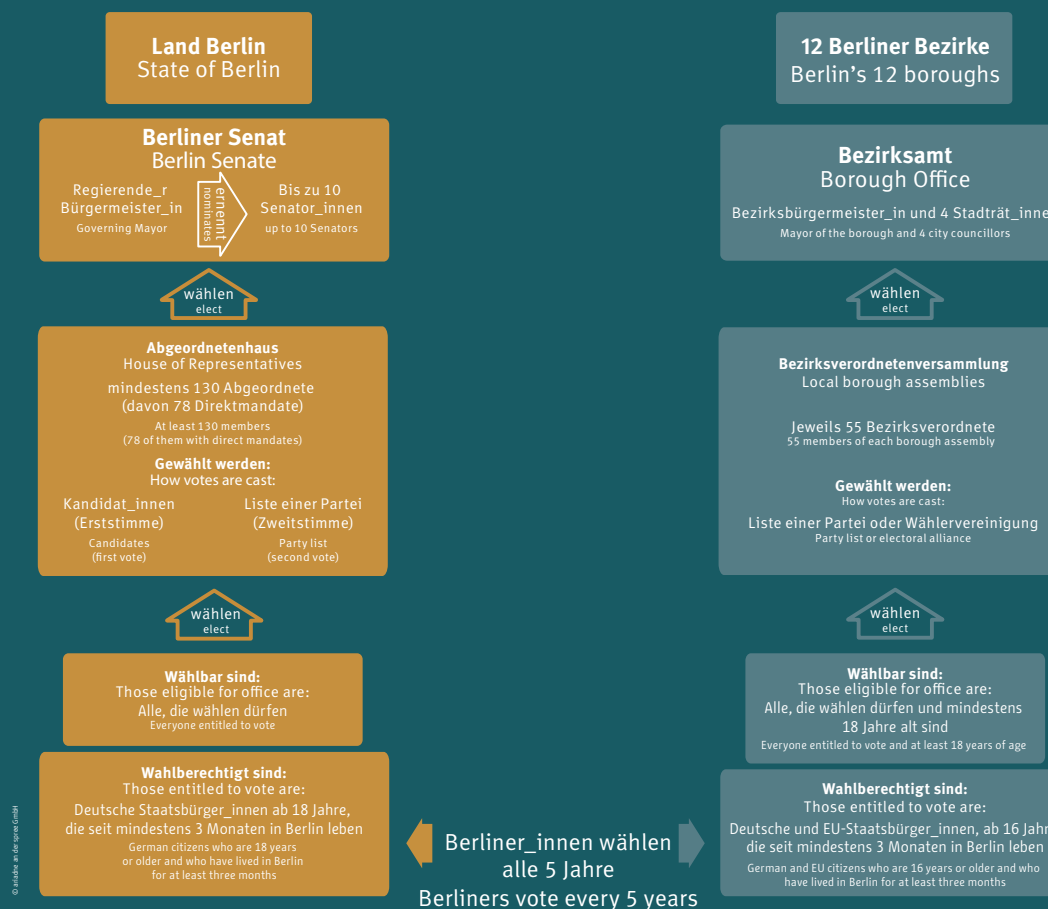 Land Berlin
State of Berlin
Berliner Senat
Berlin Senate
Regierende_r
Bürgermeister_in
Governing Mayor
ernennt
nominates
Bis zu 10
Senator_innen
up to 10 Senators
wählen
elect
Abgeordnetenhaus
House of Representatives
mindestens 130 Abgeordnete
(davon 78 Direktmandate)
At least 130 members
(78 of them with direct mandates)
Gewählt werden:
How votes are cast:
Kandidat_innen
(Erststimme)
Candidates
(first vote)
Liste einer Partei
(Zweitstimme)
Party list
(second vote)
wählen
elect
Wählbar sind:
Those eligible for office are:
Alle, die wählen dürfen
Everyone entitled to vote
Wahlberechtigt sind:
Those entitled to vote are:
Deutsche Staatsbürger_innen ab 18 Jahre,
die seit mindestens 3 Monaten in Berlin leben
German citizens who are 18 years
or older and who have lived in Berlin
for at least three months
© ariadne an der spree GmbH
Berliner_innen wählen
alle 5 Jahre
Berliners vote every 5 years
12 Berliner Bezirke
Berlin's 12 boroughs
Bezirksamt
Borough Office
Bezirksbürgermeister_in und 4 Stadträt_inne
Mayor of the borough and 4 city councillors
wählen
elect
Bezirksverordnetenversammlung
Local borough assemblies
Jeweils 55 Bezirksverordnete
55 members of each borough assembly
Gewählt werden:
How votes are cast:
Liste einer Partei oder Wählervereinigung
Party list or electoral alliance
wählen
elect
Wählbar sind:
Those eligible for office are:
Alle, die wählen dürfen und mindestens
18 Jahre alt sind
Everyone entitled to vote and at least 18 years of age
Wahlberechtigt sind:
Those entitled to vote are:
Deutsche und EU-Staatsbürger_innen, ab 16 Jahr
die seit mindestens 3 Monaten in Berlin leben
German and EU citizens who are 16 years or older and who
have lived in Berlin for at least three months